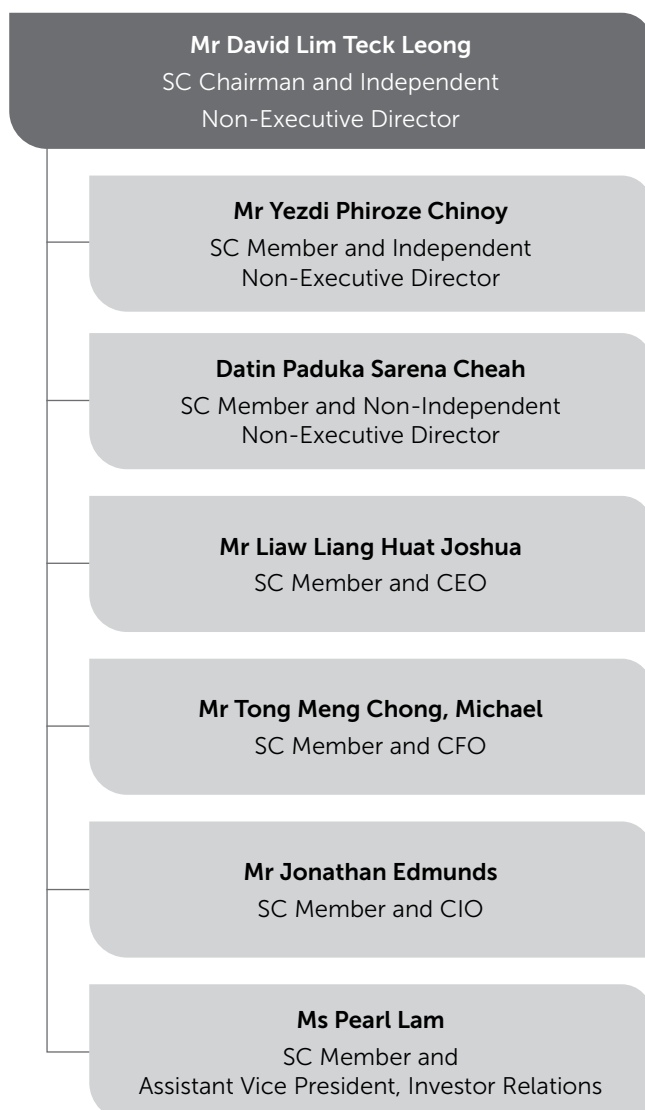 Mr David Lim Teck Leong
SC Chairman and Independent
Non-Executive Director
Mr Yezdi Phiroze Chinoy
SC Member and Independent
Non-Executive Director
Datin Paduka Sarena Cheah
SC Member and Non-Independent
Non-Executive Director
Mr Liaw Liang Huat Joshua
SC Member and CEO
Mr Tong Meng Chong, Michael
SC Member and CFO
Mr Jonathan Edmunds
SC Member and CIO
Ms Pearl Lam
SC Member and
Assistant Vice President, Investor Relations